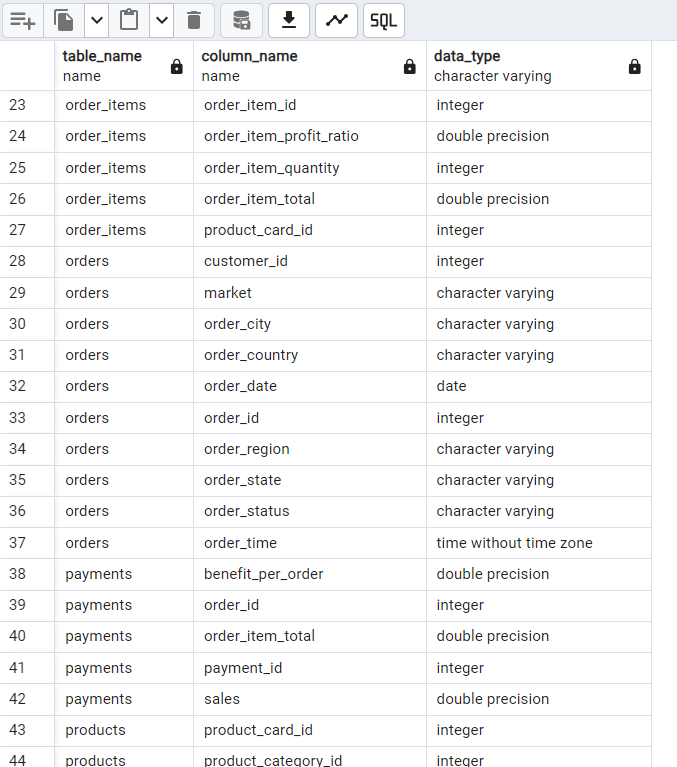 SQL
table_name column_name data_type
name name character varying
23 order_items order_item_id integer
24 order_items order_item_profit_ratio double precision
25 order_items order_item_quantity integer
26 order_items order_item_total double precision
27 order_items product_card_id integer
28 orders customer_id integer
29 orders market character varying
30 orders order_city character varying
31 orders order_country character varying
32 orders order_date date
33 orders order_id integer
34 orders order_region character varying
35 orders order_state character varying
36 orders order_status character varying
37 orders order_time time without time zone
38 payments benefit_per_order double precision
39 payments order_id integer
40 payments order_item_total double precision
41 payments payment_id integer
42 payments sales double precision
43 products product_card_id integer
44 products product_category_id integer